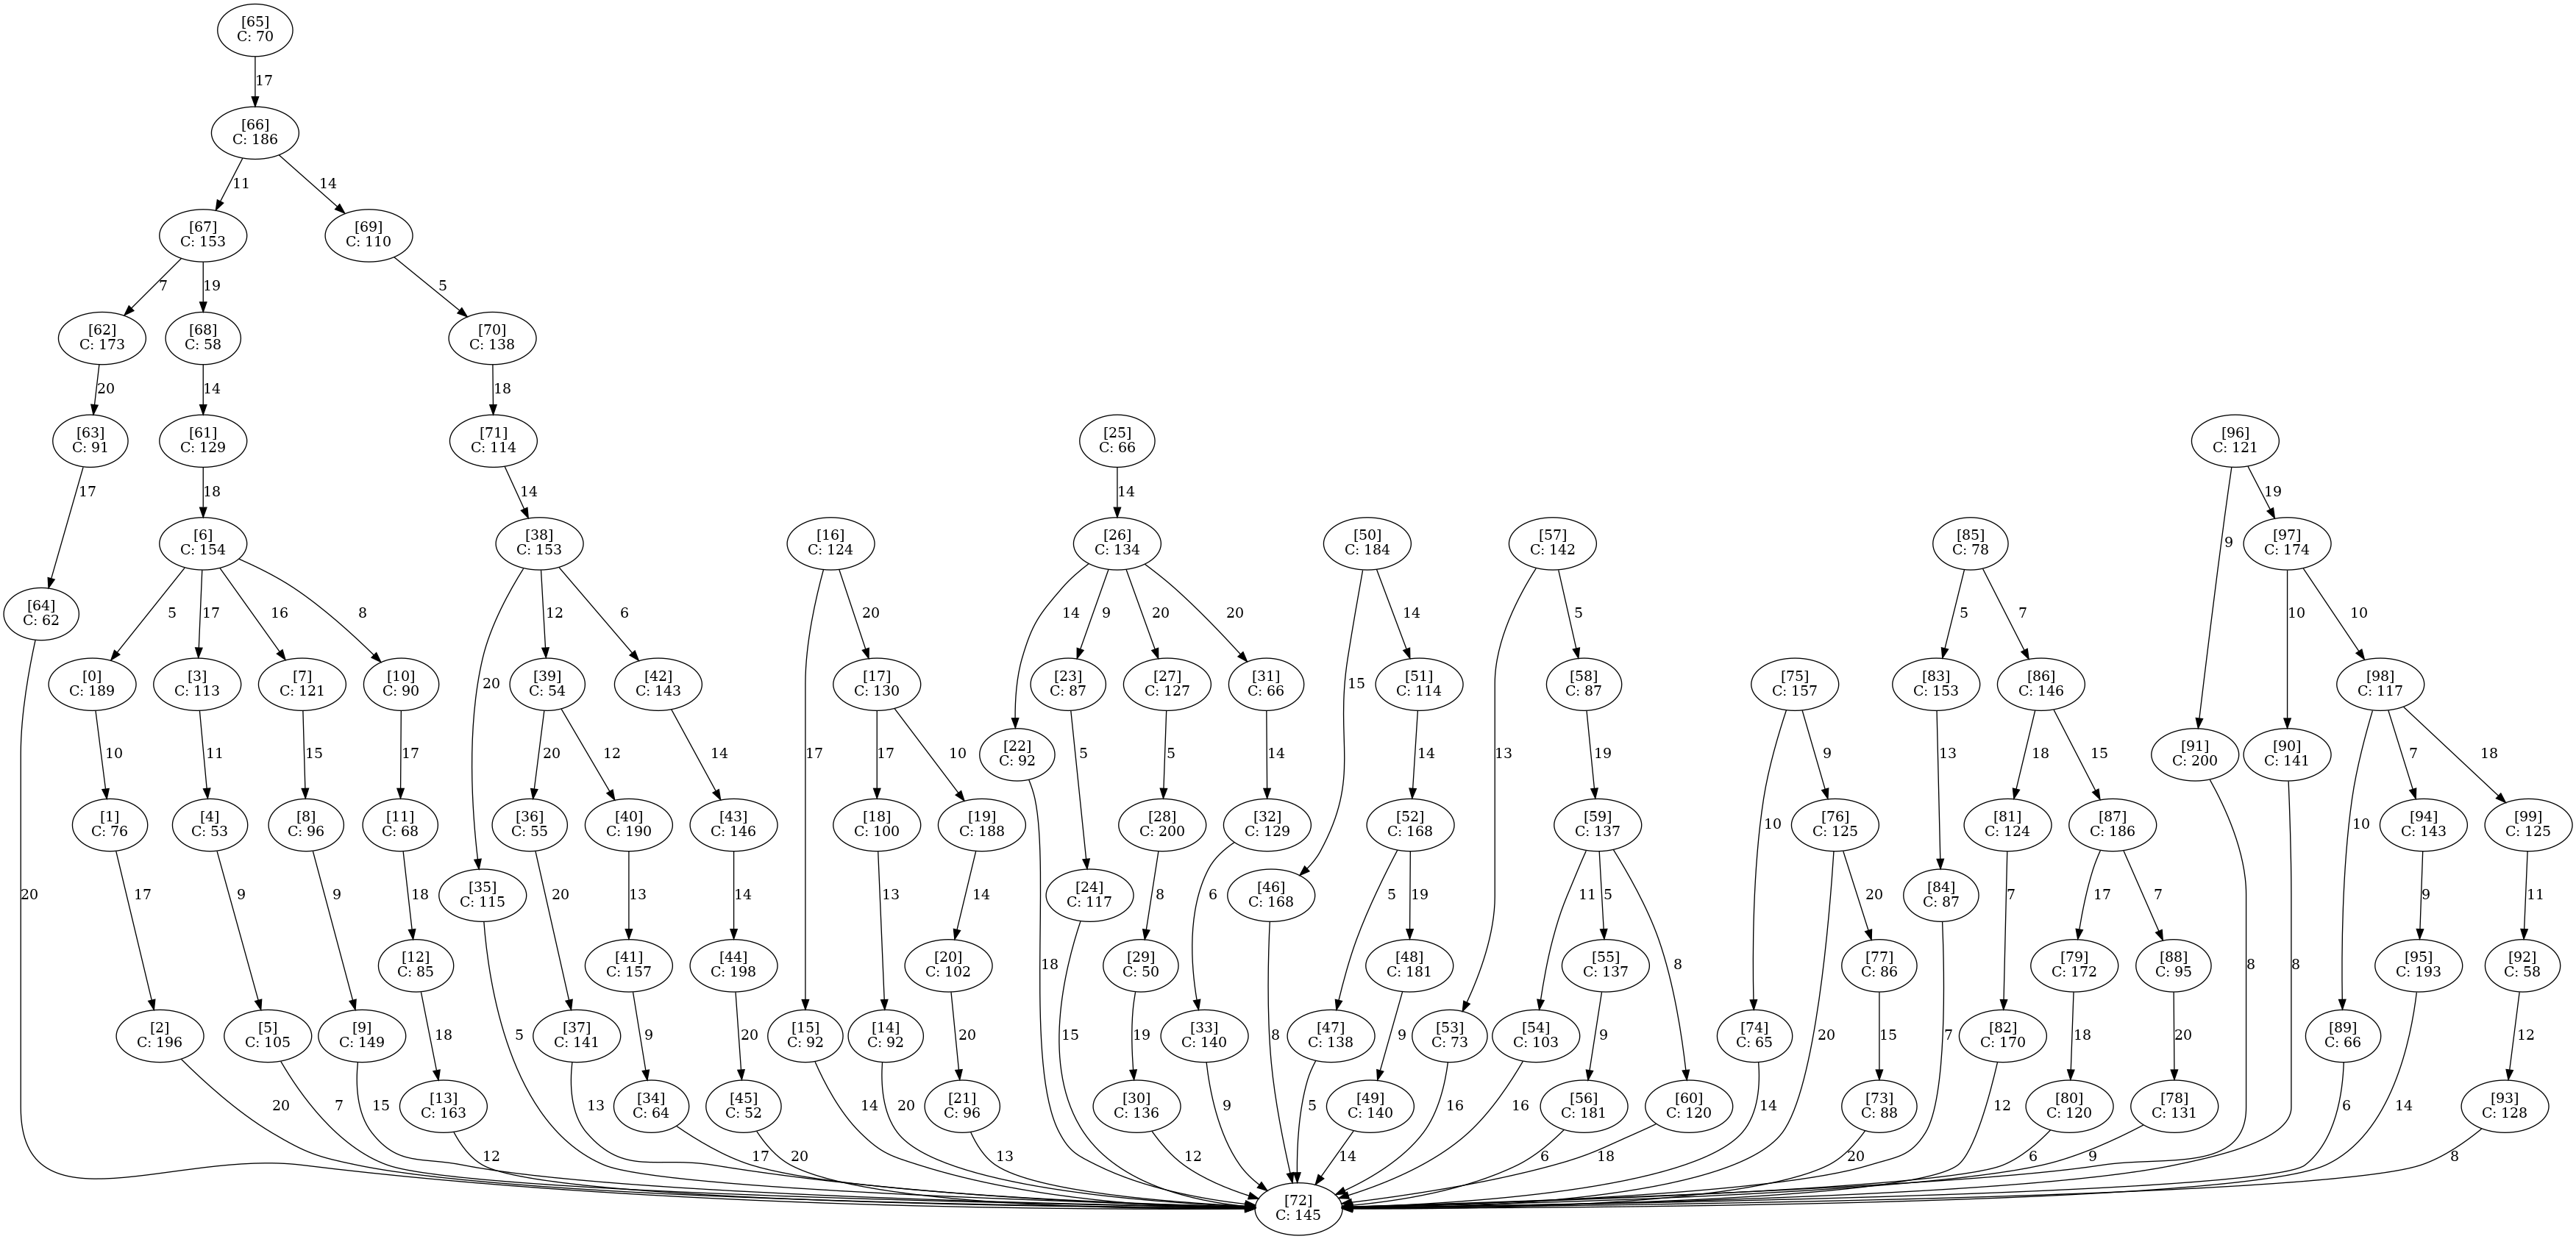 [65]
C: 70
17
[66]
C: 186
11
14
[67]
C: 153
[69]
C: 110
7
19
5
[62]
C: 173
[68]
C: 58
[70]
C: 138
20
14
18
[63]
C: 91
[61]
C: 129
[71]
C: 114
[25]
C: 66
[96]
C: 121
17
18
14
14
9
19
[6]
C: 154
[38]
C: 153
[16]
C: 124
[26]
C: 134
[50]
C: 184
[57]
C: 142
[85]
C: 78
[97]
C: 174
[64]
C: 62
5
17
16
8
20
12
6
17
20
14
9
20
20
15
14
13
5
5
7
10
10
[0]
C: 189
[3]
C: 113
[7]
C: 121
[10]
C: 90
[39]
C: 54
[42]
C: 143
[17]
C: 130
[23]
C: 87
[27]
C: 127
[31]
C: 66
[51]
C: 114
[58]
C: 87
[75]
C: 157
[83]
C: 153
[86]
C: 146
[98]
C: 117
[22]
C: 92
[91]
C: 200
[90]
C: 141
10
11
15
17
20
12
14
17
10
5
5
14
14
19
10
9
13
18
15
10
7
18
[1]
C: 76
[4]
C: 53
[8]
C: 96
[11]
C: 68
[36]
C: 55
[40]
C: 190
[43]
C: 146
[18]
C: 100
[19]
C: 188
[28]
C: 200
[32]
C: 129
[52]
C: 168
[59]
C: 137
[76]
C: 125
[81]
C: 124
[87]
C: 186
[94]
C: 143
[99]
C: 125
[35]
C: 115
[24]
C: 117
[46]
C: 168
[84]
C: 87
20
17
9
9
18
20
13
14
13
14
8
6
5
19
11
5
8
20
7
17
7
9
11
[12]
C: 85
[41]
C: 157
[44]
C: 198
[20]
C: 102
[29]
C: 50
[48]
C: 181
[55]
C: 137
[77]
C: 86
[79]
C: 172
[88]
C: 95
[95]
C: 193
[92]
C: 58
18
8
8
[2]
C: 196
[5]
C: 105
[9]
C: 149
18
5
[37]
C: 141
9
20
[15]
C: 92
[14]
C: 92
20
15
19
[33]
C: 140
8
[47]
C: 138
9
[53]
C: 73
[54]
C: 103
9
[74]
C: 65
20
15
7
[82]
C: 170
18
20
[89]
C: 66
12
[13]
C: 163
[34]
C: 64
[45]
C: 52
[21]
C: 96
[30]
C: 136
[49]
C: 140
[56]
C: 181
[60]
C: 120
[73]
C: 88
[80]
C: 120
[78]
C: 131
[93]
C: 128
20
7
15
13
14
20
9
5
16
16
14
12
6
14
12
17
20
13
12
14
6
18
20
6
9
8
[72]
C: 145